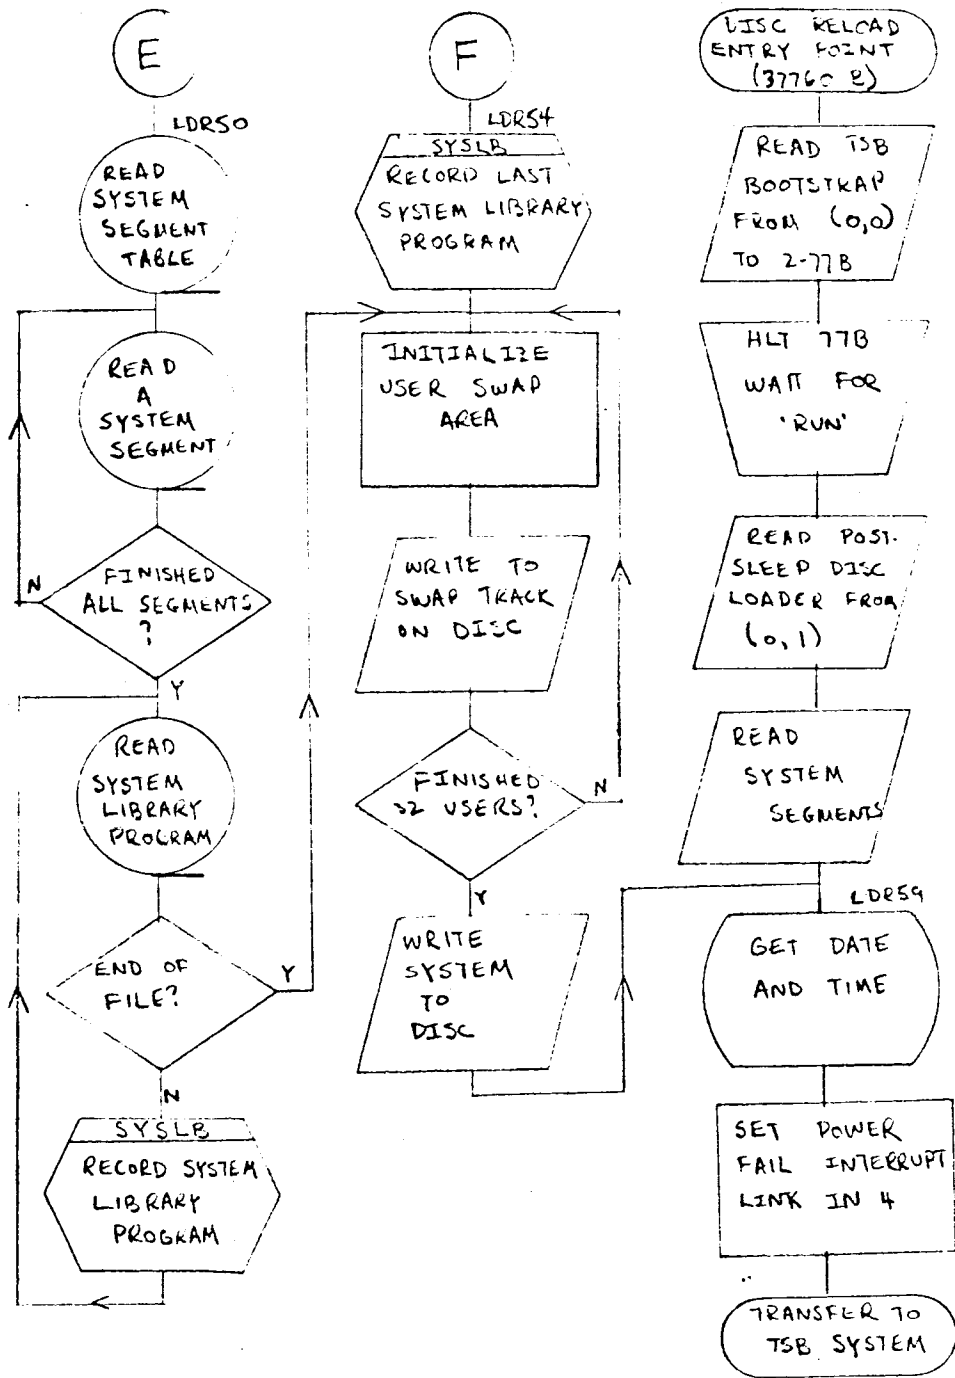 E
LDR50
READ
SYSTEM
SEGMENT
TABLE
READ
A
SYSTEM
SEGMENT
FINISHED
ALL SEGMENTS
?
N
Y
READ
SYSTEM
LIBRARY
PROGRAM
END OF
FILE?
Y
N
SYSLB
RECORD SYSTEM
LIBRARY
PROGRAM
F
LDR54
SYSLB
RECORD LAST
SYSTEM LIBRARY
PROGRAM
INITIALIZE
USER SWAP
AREA
WRITE TO
SWAP TRACK
ON DISC
FINISHED
32 USERS?
N
Y
WRITE
SYSTEM
TO
DISC
DISC RELOAD
ENTRY POINT
(37760 B)
READ TSB
BOOTSTRAP
FROM (0,0)
TO 2-77B
HLT 77B
WAIT FOR
'RUN'
READ POST-
SLEEP DISC
LOADER FROM
(0,1)
READ
SYSTEM
SEGMENTS
LDR59
GET DATE
AND TIME
SET POWER
FAIL INTERRUPT
LINK IN 4
TRANSFER TO
TSB SYSTEM